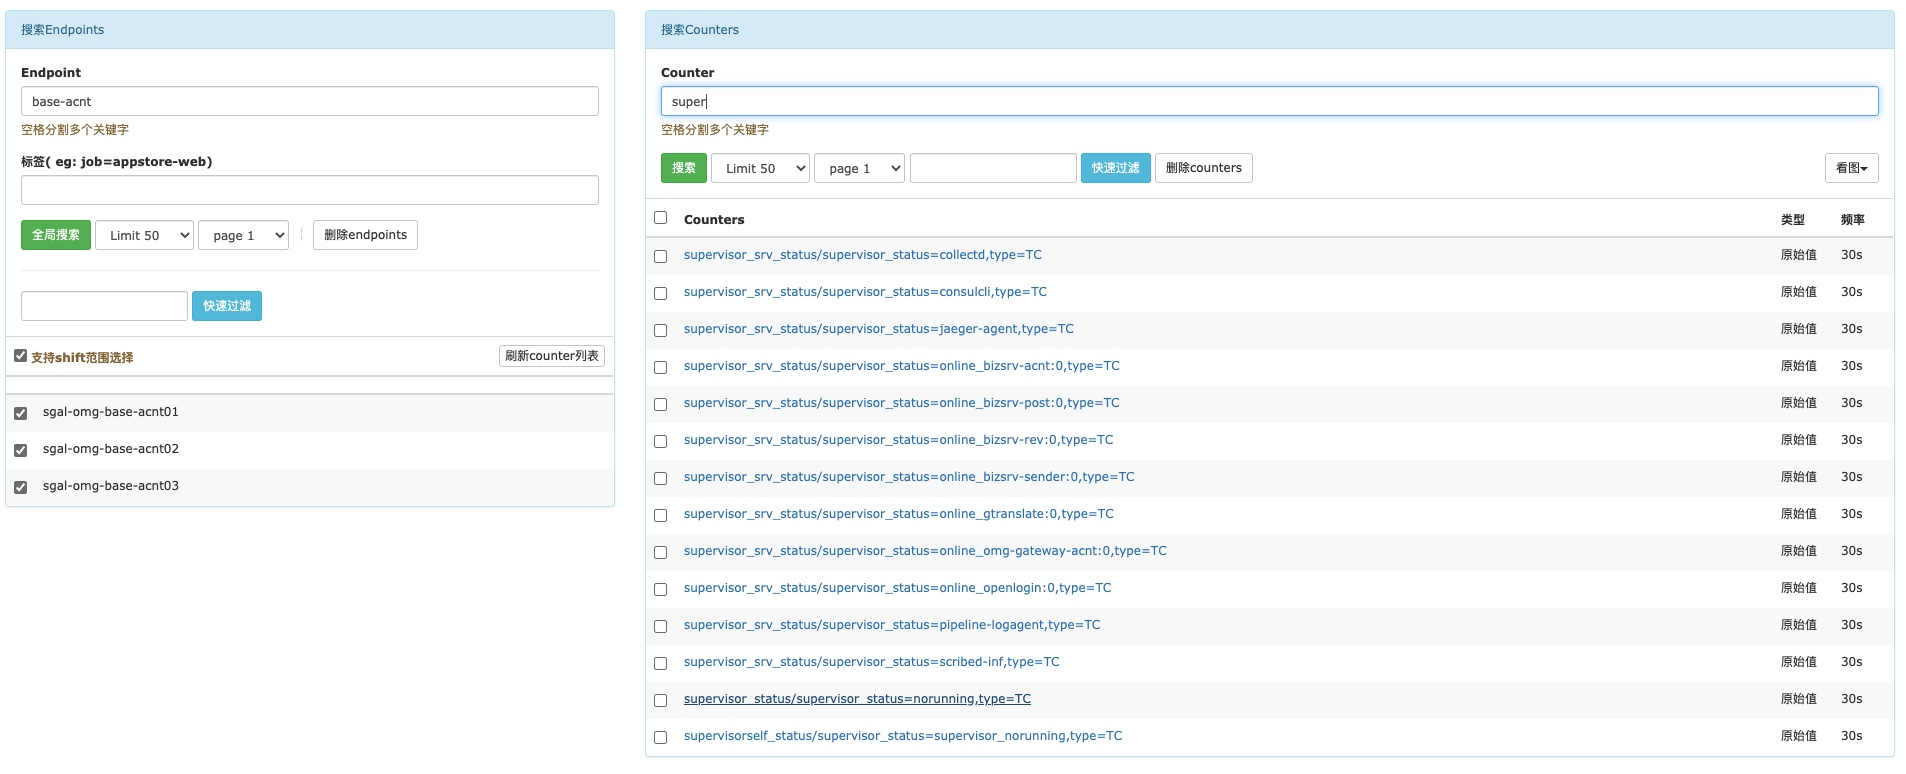 搜索Endpoints
Endpoint
base-acnt
空格分割多个关键字
标签( eg: job=appstore-web)
全局搜索 Limit 50 page 1 删除endpoints
快速过滤
支持shift范围选择 刷新counter列表
sgal-omg-base-acnt01
sgal-omg-base-acnt02
sgal-omg-base-acnt03
搜索Counters
Counter
super
空格分割多个关键字
搜索 Limit 50 page 1 快速过滤 删除counters 看图
Counters 类型 频率
supervisor_srv_status/supervisor_status=collectd,type=TC 原始值 30s
supervisor_srv_status/supervisor_status=consulcli,type=TC 原始值 30s
supervisor_srv_status/supervisor_status=jaeger-agent,type=TC 原始值 30s
supervisor_srv_status/supervisor_status=online_bizsrv-acnt:0,type=TC 原始值 30s
supervisor_srv_status/supervisor_status=online_bizsrv-post:0,type=TC 原始值 30s
supervisor_srv_status/supervisor_status=online_bizsrv-rev:0,type=TC 原始值 30s
supervisor_srv_status/supervisor_status=online_bizsrv-sender:0,type=TC 原始值 30s
supervisor_srv_status/supervisor_status=online_gtranslate:0,type=TC 原始值 30s
supervisor_srv_status/supervisor_status=online_omg-gateway-acnt:0,type=TC 原始值 30s
supervisor_srv_status/supervisor_status=online_openlogin:0,type=TC 原始值 30s
supervisor_srv_status/supervisor_status=pipeline-logagent,type=TC 原始值 30s
supervisor_srv_status/supervisor_status=scribed-inf,type=TC 原始值 30s
supervisor_status/supervisor_status=norunning,type=TC 原始值 30s
supervisorself_status/supervisor_status=supervisor_norunning,type=TC 原始值 30s